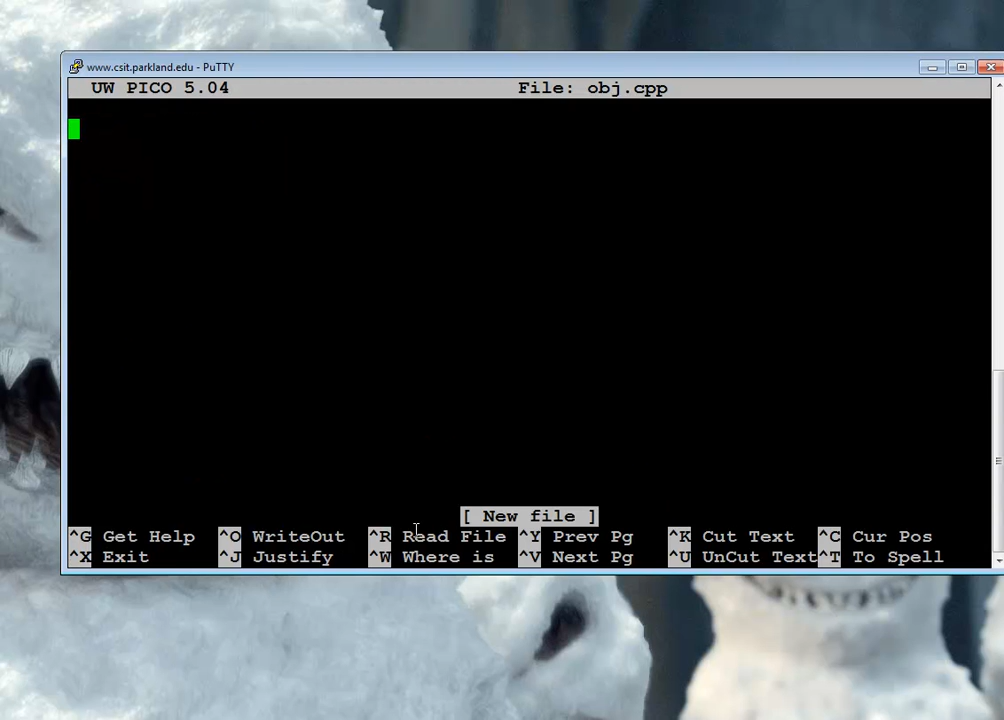 www.csit.parkland.edu - PuTTY
UW PICO 5.04 File: obj.cpp
[ New file ]
^G Get Help ^O WriteOut ^R Read File ^Y Prev Pg ^K Cut Text ^C Cur Pos
^X Exit ^J Justify ^W Where is ^V Next Pg ^U UnCut Text^T To Spell